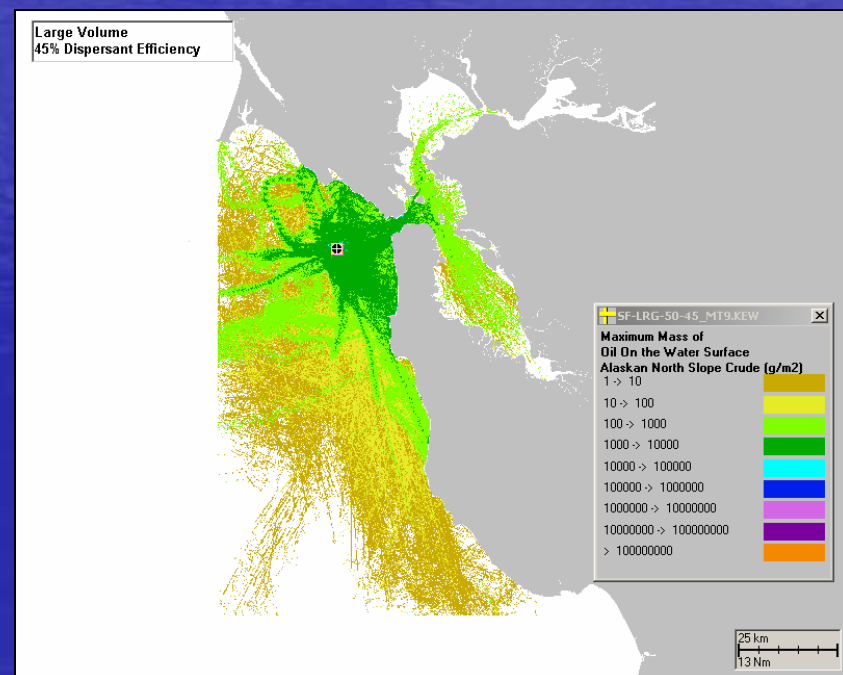 Large Volume
45% Dispersant Efficiency
SF-LRG-50-45_MT9.KEW
Maximum Mass of
Oil On the Water Surface
Alaskan North Slope Crude (g/m2)
1 -> 10
10 -> 100
100 -> 1000
1000 -> 10000
10000 -> 100000
100000 -> 1000000
1000000 -> 10000000
10000000 -> 100000000
> 100000000
25 km
13 Nm